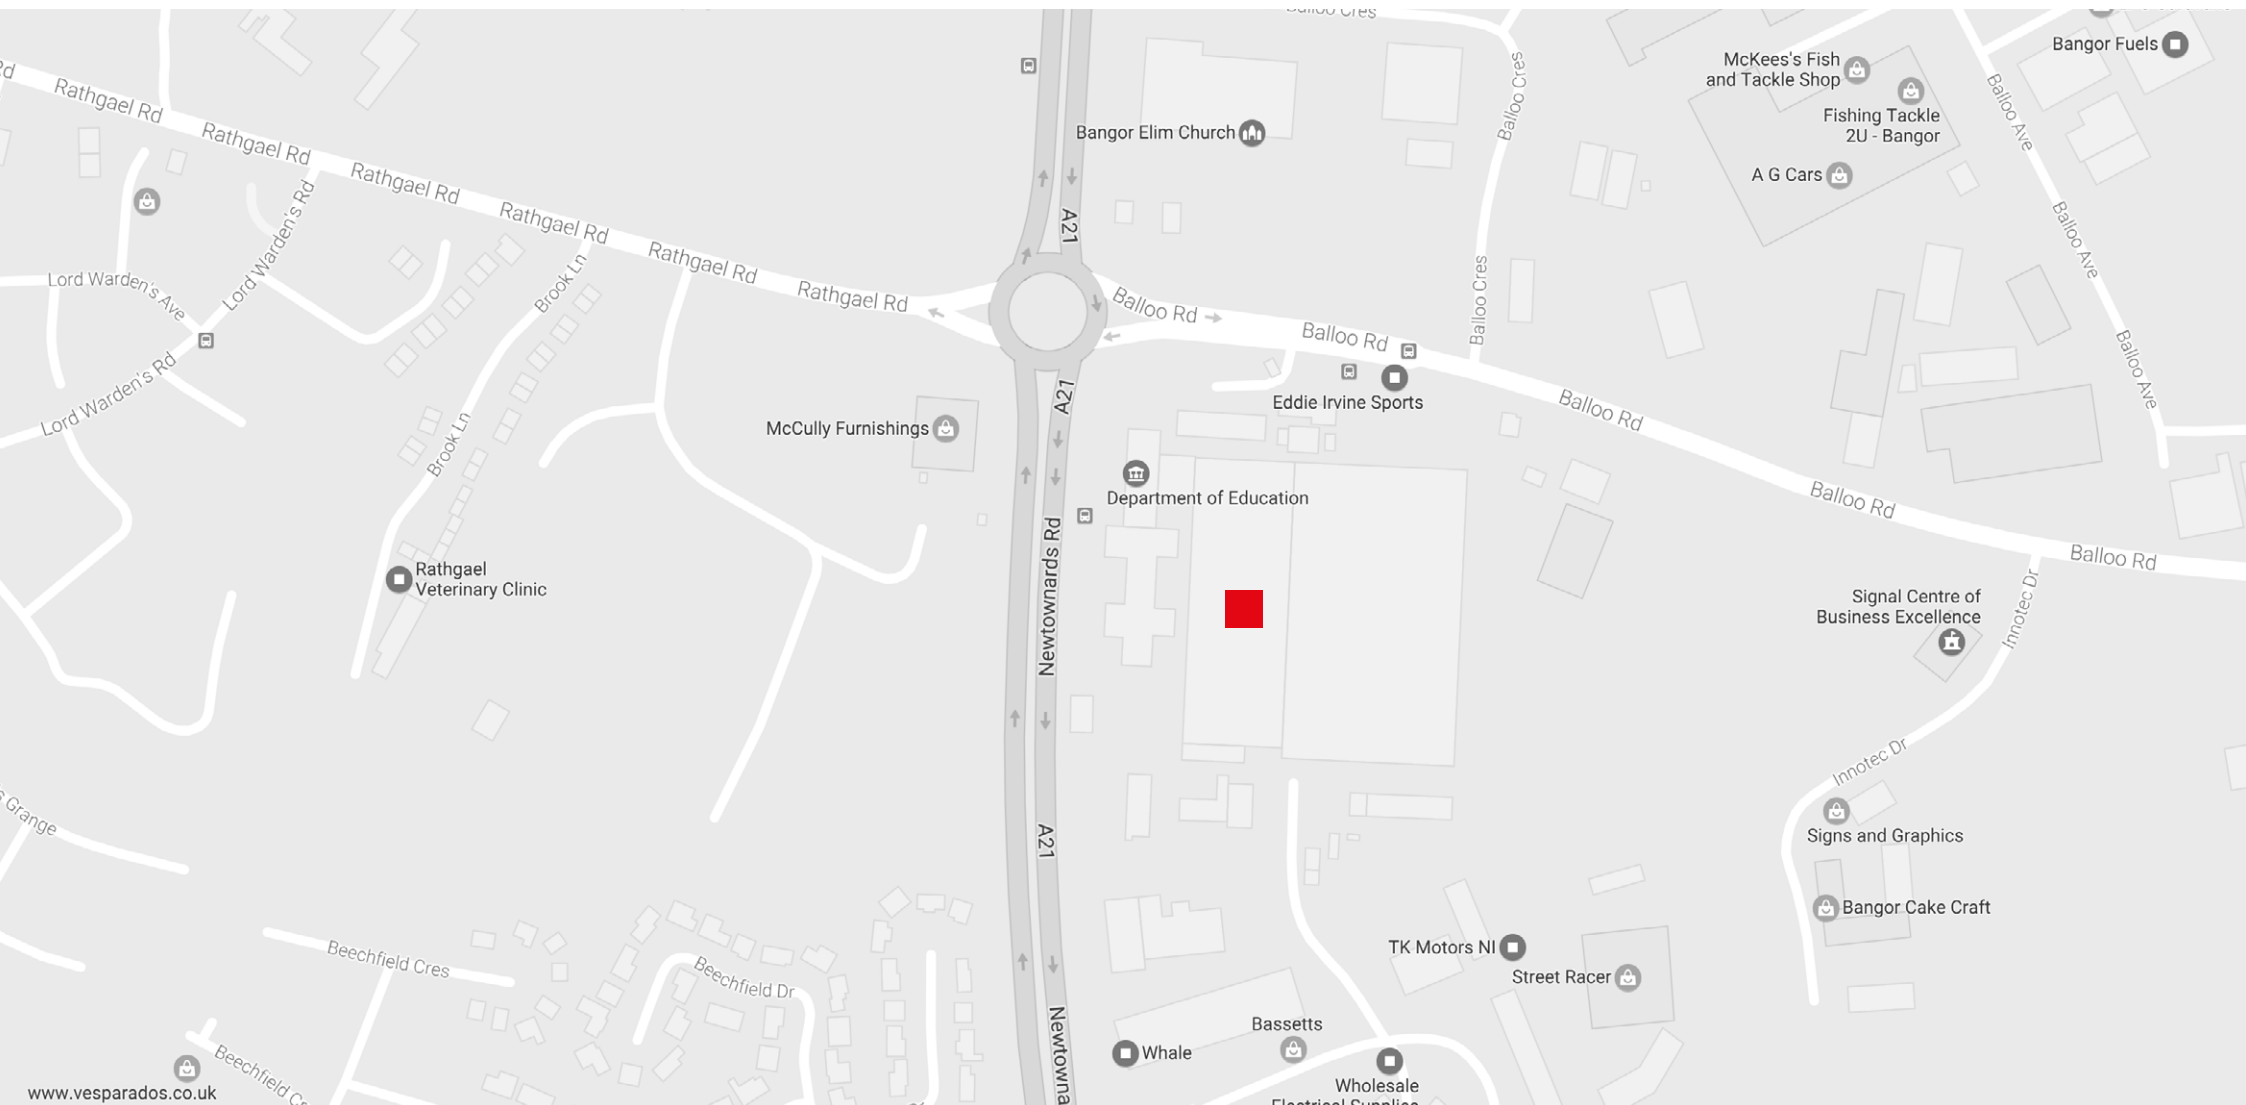 Balloo Cres
Bangor Fuels
McKees's Fish
and Tackle Shop
Balloo Cres
Rathgael Rd
Balloo Ave
Fishing Tackle
2U - Bangor
Rathgael Rd
Bangor Elim Church
A G Cars
Rathgael Rd
Rathgael Rd
A21
Balloo Ave
Lord Warden's Rd
Rathgael Rd
Lord Warden's Ave
Brook Ln
Rathgael Rd
Balloo Rd
Balloo Cres
Balloo Rd
Balloo Ave
Lord Warden's Rd
A21
Eddie Irvine Sports
Balloo Rd
McCully Furnishings
Brook Ln
Department of Education
Balloo Rd
Balloo Rd
Newtownards Rd
Rathgael
Veterinary Clinic
Signal Centre of
Business Excellence
Innotec Dr
Innotec Dr
Grange
A21
Signs and Graphics
Bangor Cake Craft
Beechfield Cres
Beechfield Dr
TK Motors NI
Street Racer
Bassetts
Newtowna
Whale
Beechfield C
Wholesale
Electrical Supplies
www.vesparados.co.uk